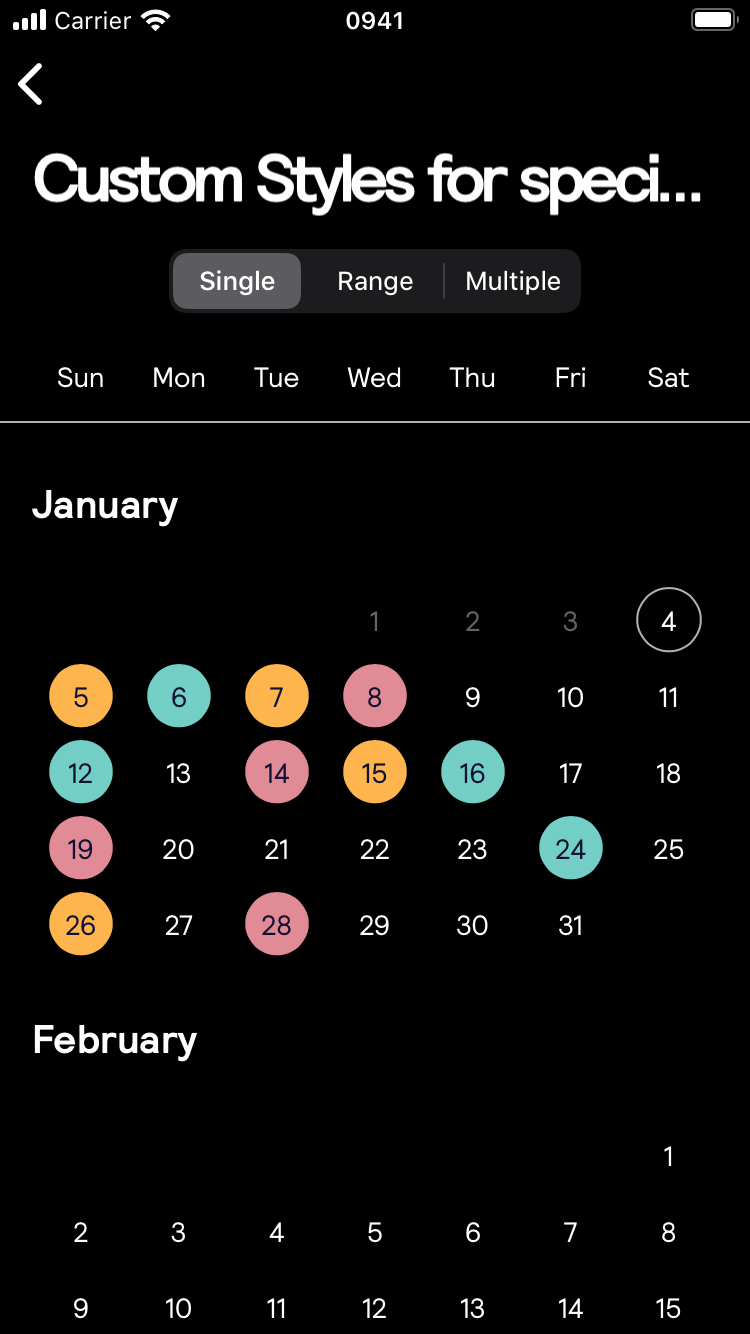 Carrier 0941
Custom Styles for speci...
Single Range Multiple
Sun Mon Tue Wed Thu Fri Sat
January
1 2 3 4
5 6 7 8 9 10 11
12 13 14 15 16 17 18
19 20 21 22 23 24 25
26 27 28 29 30 31
February
1
2 3 4 5 6 7 8
9 10 11 12 13 14 15